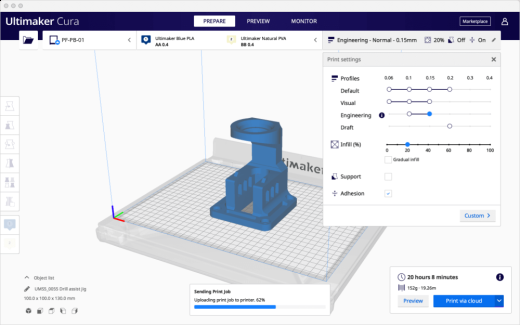 Ultimaker Cura
PREPARE
PREVIEW
MONITOR
Marketplace
PF-PB-01
Ultimaker Blue PLA
AA 0.4
Ultimaker Natural PVA
BB 0.4
Engineering - Normal - 0.15mm
20%
Off
On
Print settings
Profiles
0.06 0.1 0.15 0.2 0.3 0.4
Default
Visual
Engineering
Draft
Infill (%)
0 20 40 60 80 100
Gradual infill
Support
Adhesion
Custom
ltimaker
Object list
UMS5_0055 Drill assist jig
100.0 x 100.0 x 130.0 mm
Sending Print Job
Uploading print job to printer. 62%
20 hours 8 minutes
152g · 19.26m
Preview
Print via cloud